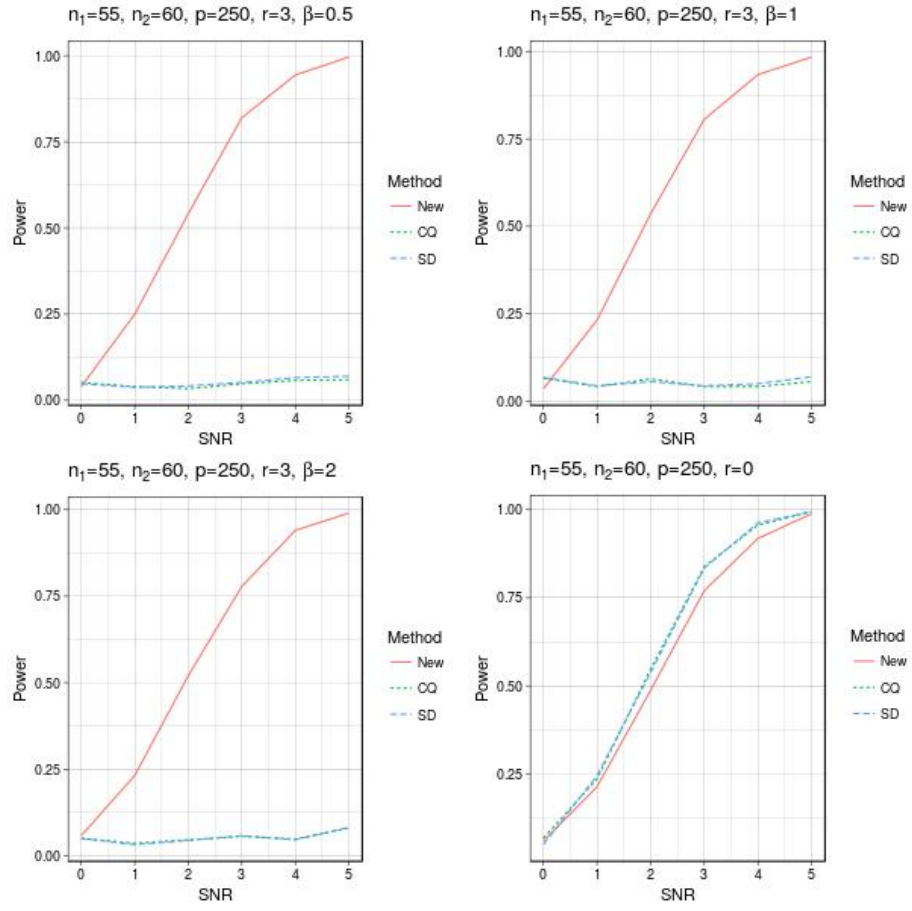 n₁=55, n₂=60, p=250, r=3, β=0.5
1.00
0.75
0.50
0.25
0.00
Power
0 1 2 3 4 5
SNR
Method
New
CQ
SD
n₁=55, n₂=60, p=250, r=3, β=1
1.00
0.75
0.50
0.25
0.00
Power
0 1 2 3 4 5
SNR
Method
New
CQ
SD
n₁=55, n₂=60, p=250, r=3, β=2
1.00
0.75
0.50
0.25
0.00
Power
0 1 2 3 4 5
SNR
Method
New
CQ
SD
n₁=55, n₂=60, p=250, r=0
1.00
0.75
0.50
0.25
Power
0 1 2 3 4 5
SNR
Method
New
CQ
SD